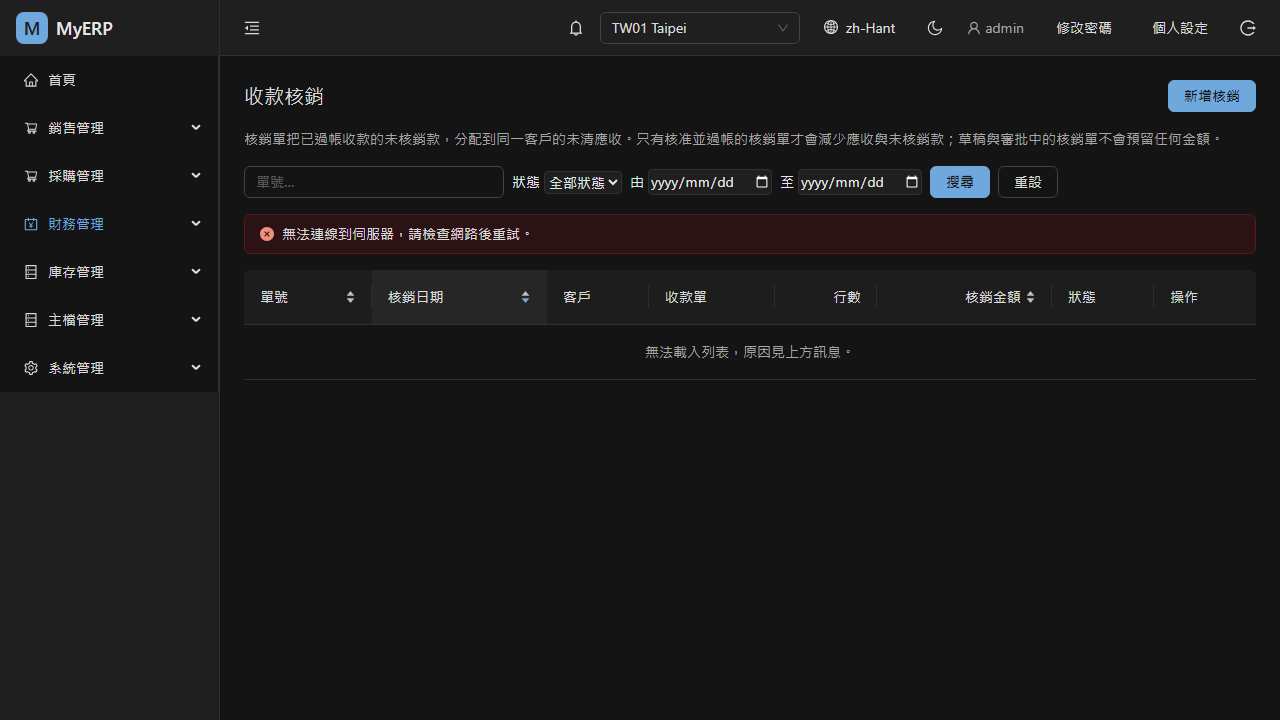 M MyERP
TW01 Taipei
zh-Hant
admin
修改密碼
個人設定
首頁
銷售管理
採購管理
財務管理
庫存管理
主檔管理
系統管理
收款核銷
新增核銷
核銷單把已過帳收款的未核銷款，分配到同一客戶的未清應收。只有核准並過帳的核銷單才會減少應收與未核銷款；草稿與審批中的核銷單不會預留任何金額。
單號... 狀態 全部狀態 由 yyyy/mm/dd 至 yyyy/mm/dd 搜尋 重設
無法連線到伺服器，請檢查網路後重試。
單號 核銷日期 客戶 收款單 行數 核銷金額 狀態 操作
無法載入列表，原因見上方訊息。